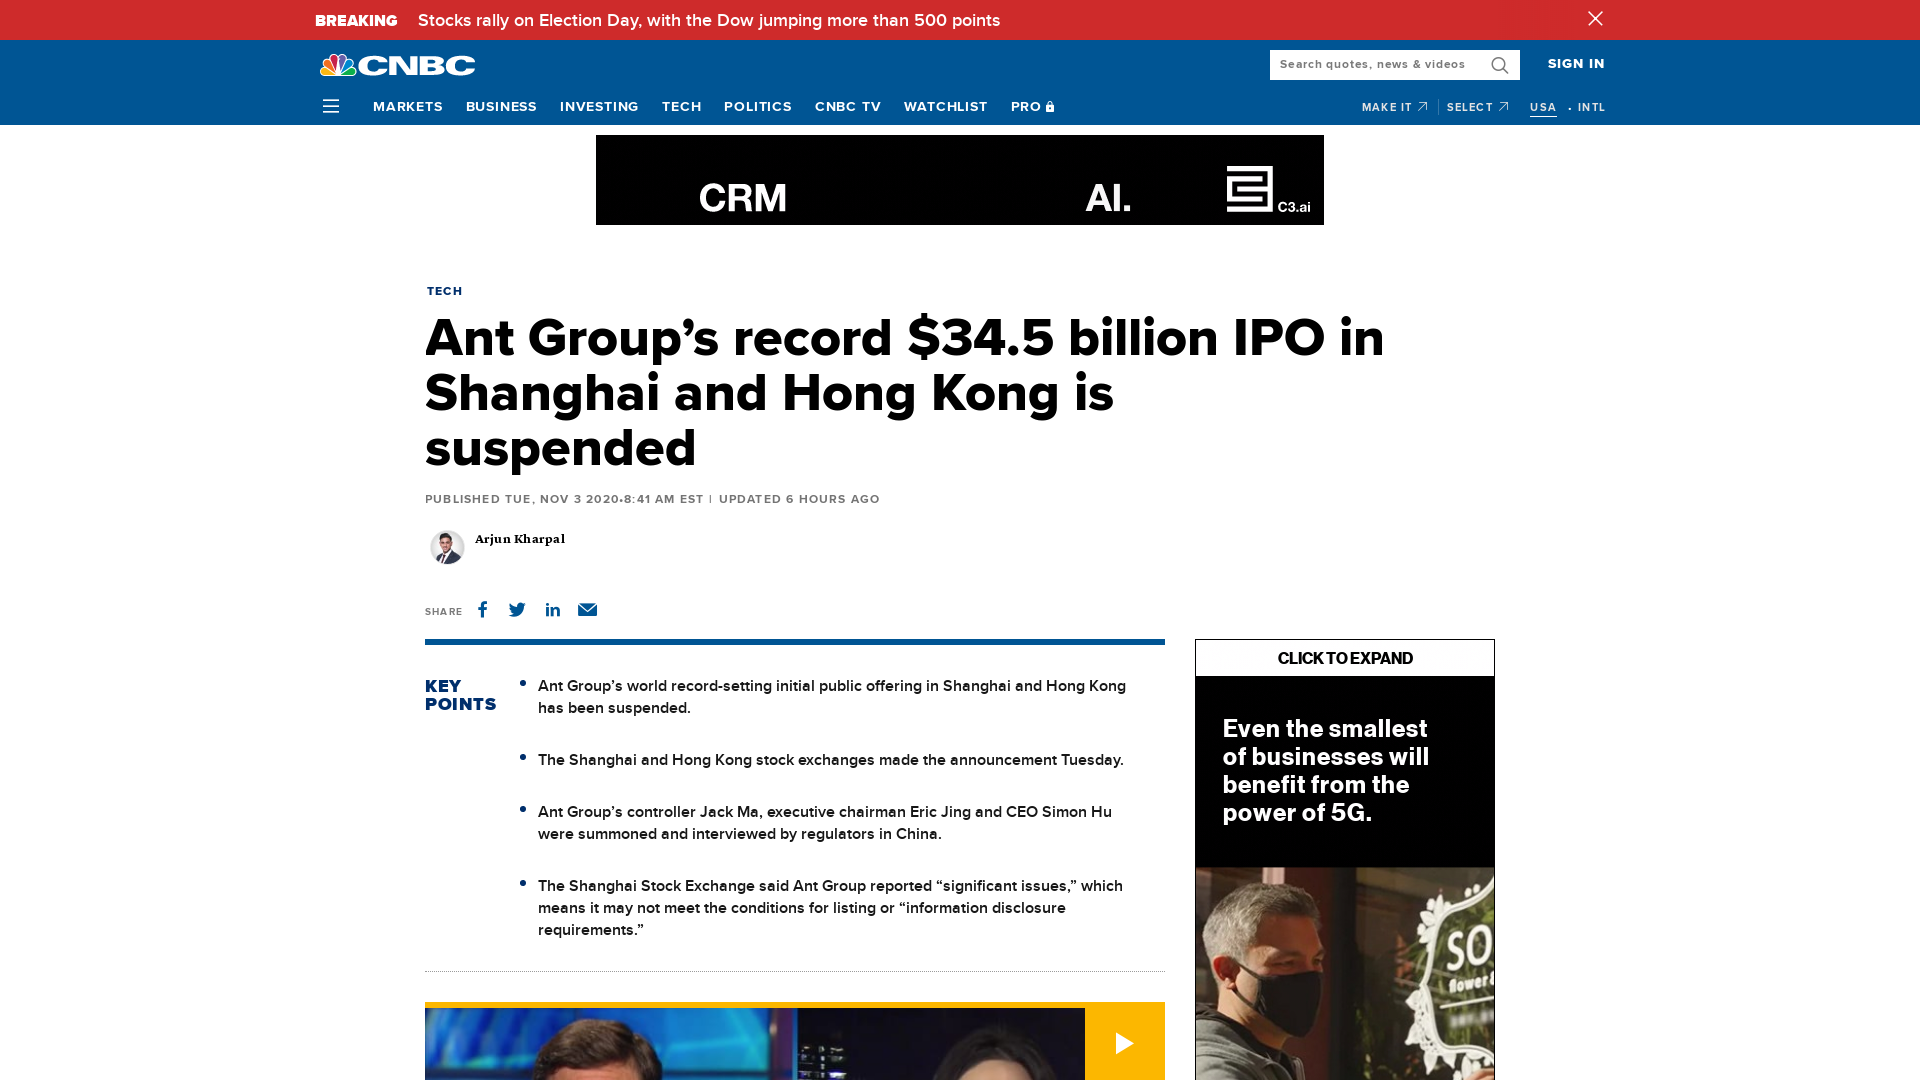 BREAKING Stocks rally on Election Day, with the Dow jumping more than 500 points
CNBC
Search quotes, news & videos
SIGN IN
MARKETS BUSINESS INVESTING TECH POLITICS CNBC TV WATCHLIST PRO
MAKE IT SELECT USA • INTL
CRM AI. C3.ai
TECH
Ant Group’s record $34.5 billion IPO in
Shanghai and Hong Kong is
suspended
PUBLISHED TUE, NOV 3 2020•8:41 AM EST | UPDATED 6 HOURS AGO
Arjun Kharpal
SHARE
KEY
POINTS
Ant Group’s world record-setting initial public offering in Shanghai and Hong Kong
has been suspended.
The Shanghai and Hong Kong stock exchanges made the announcement Tuesday.
Ant Group’s controller Jack Ma, executive chairman Eric Jing and CEO Simon Hu
were summoned and interviewed by regulators in China.
The Shanghai Stock Exchange said Ant Group reported “significant issues,” which
means it may not meet the conditions for listing or “information disclosure
requirements.”
CLICK TO EXPAND
Even the smallest
of businesses will
benefit from the
power of 5G.
SO
flower